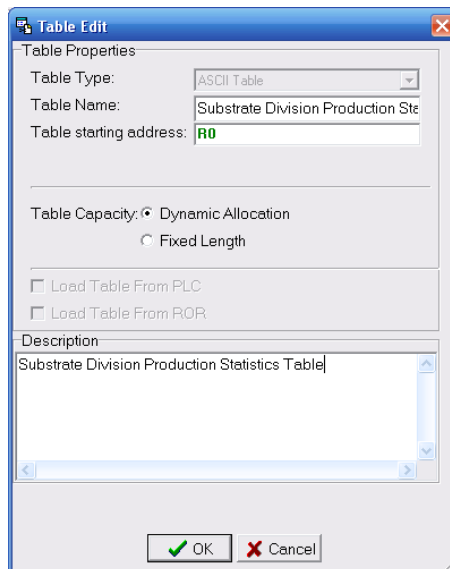 Table Edit
Table Properties
Table Type: ASCII Table
Table Name: Substrate Division Production Sta
Table starting address: R0
Table Capacity: Dynamic Allocation
Fixed Length
Load Table From PLC
Load Table From ROR
Description
Substrate Division Production Statistics Table
OK Cancel